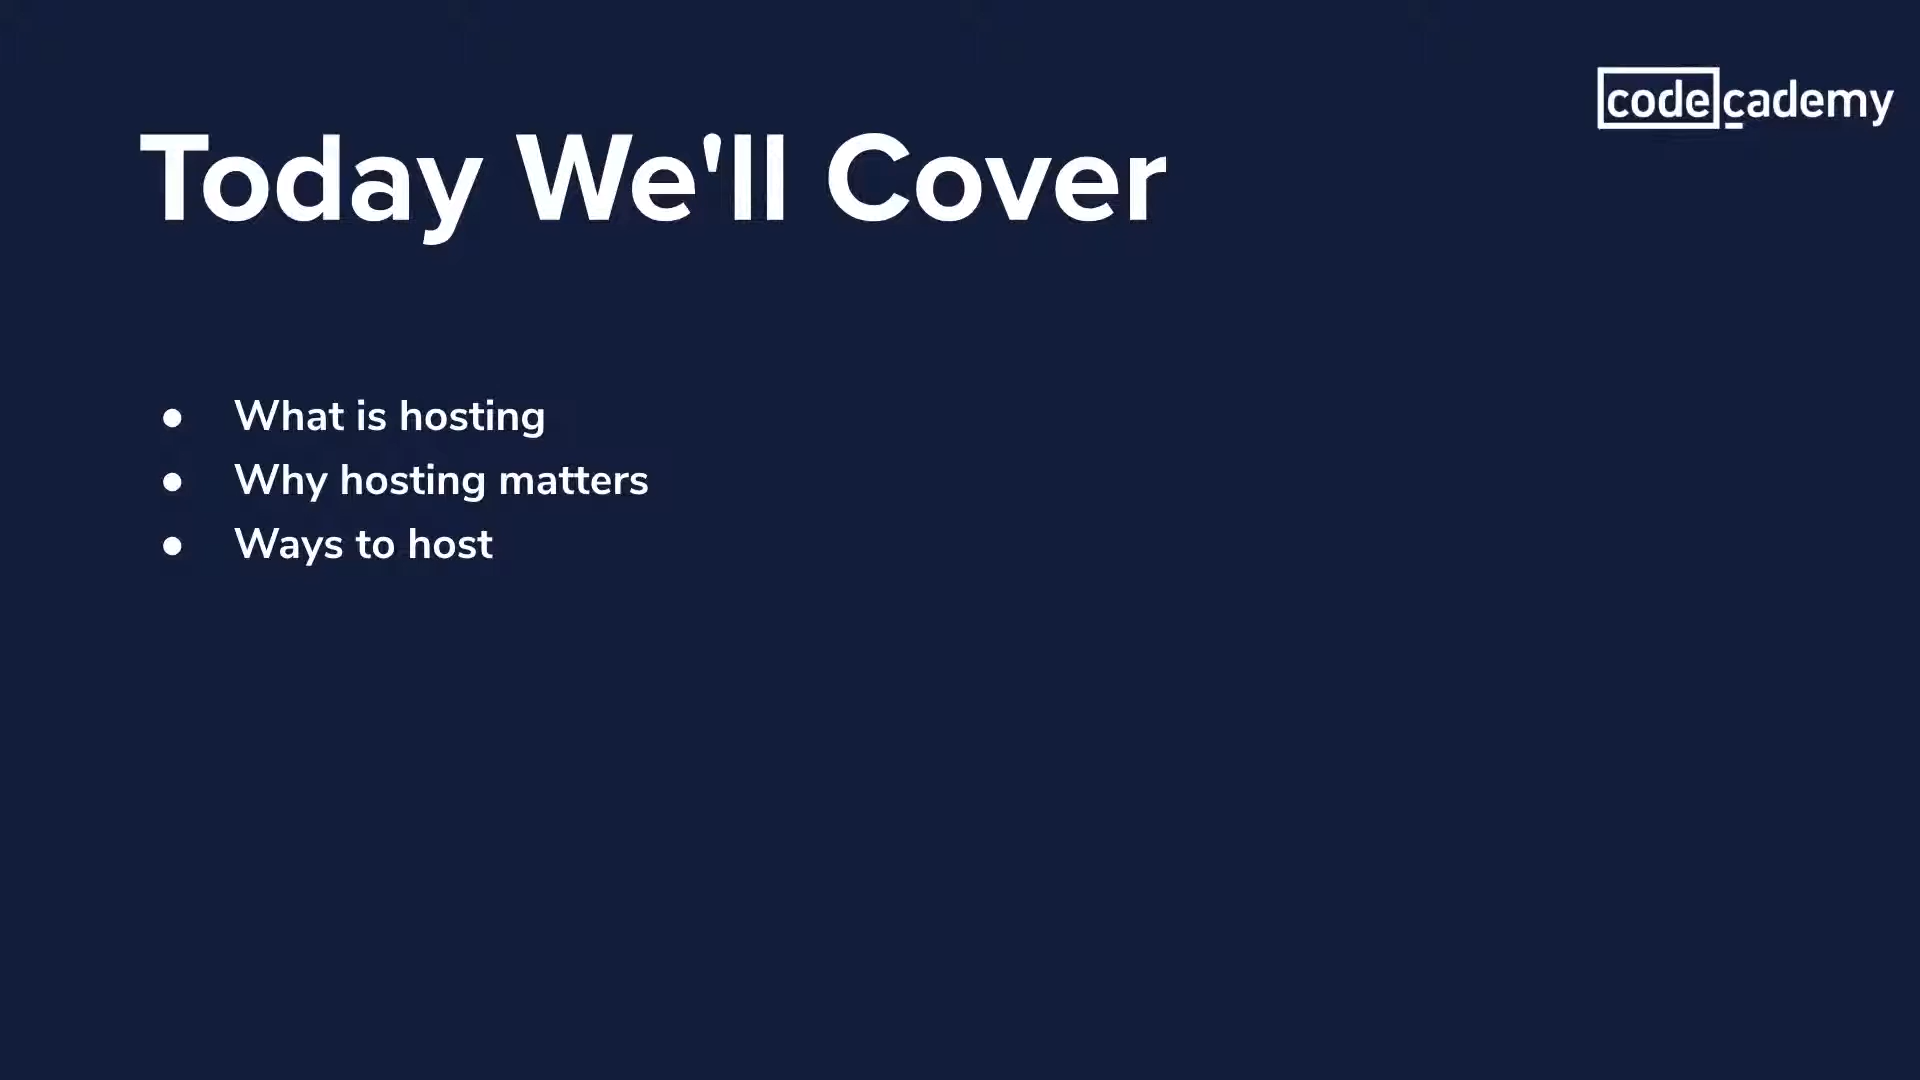 codecademy
Today We'll Cover
● What is hosting
● Why hosting matters
● Ways to host